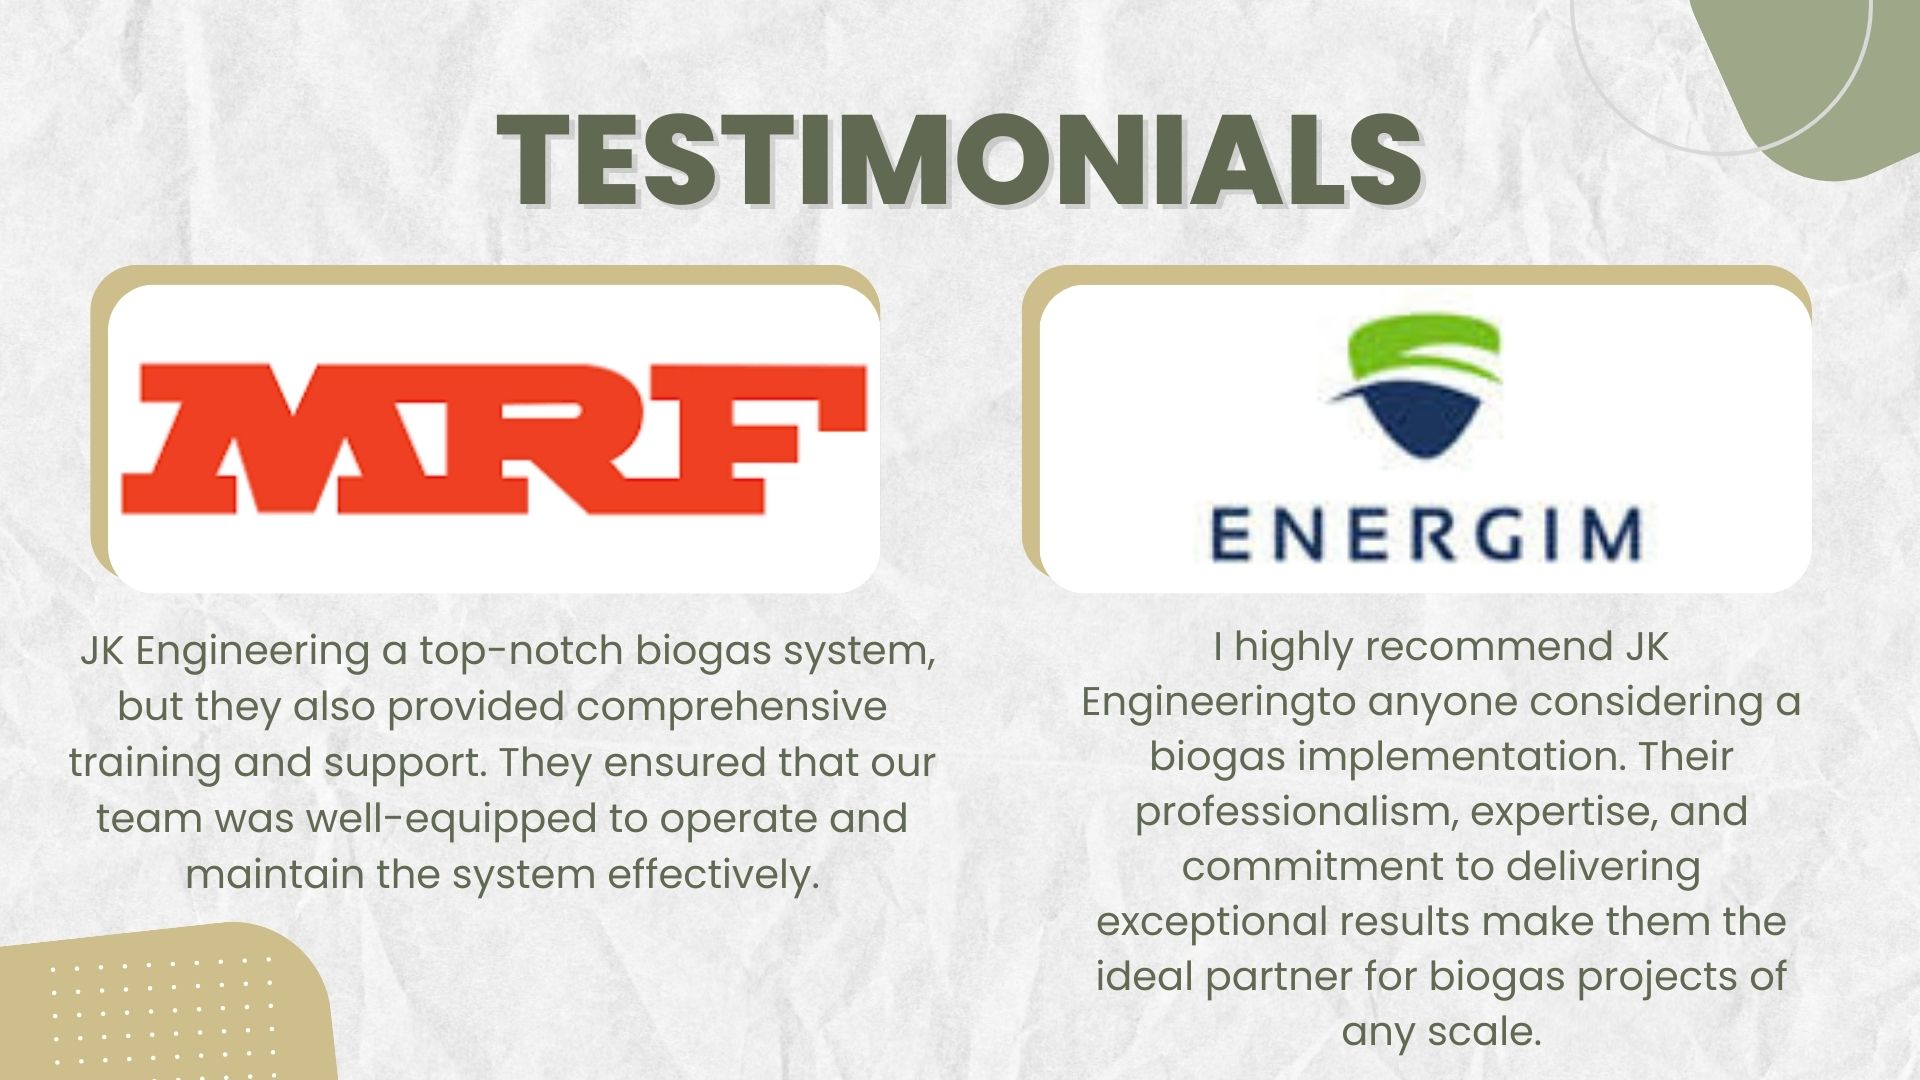 TESTIMONIALS
MRF
JK Engineering a top-notch biogas system,
but they also provided comprehensive
training and support. They ensured that our
team was well-equipped to operate and
maintain the system effectively.
ENERGIM
I highly recommend JK
Engineeringto anyone considering a
biogas implementation. Their
professionalism, expertise, and
commitment to delivering
exceptional results make them the
ideal partner for biogas projects of
any scale.